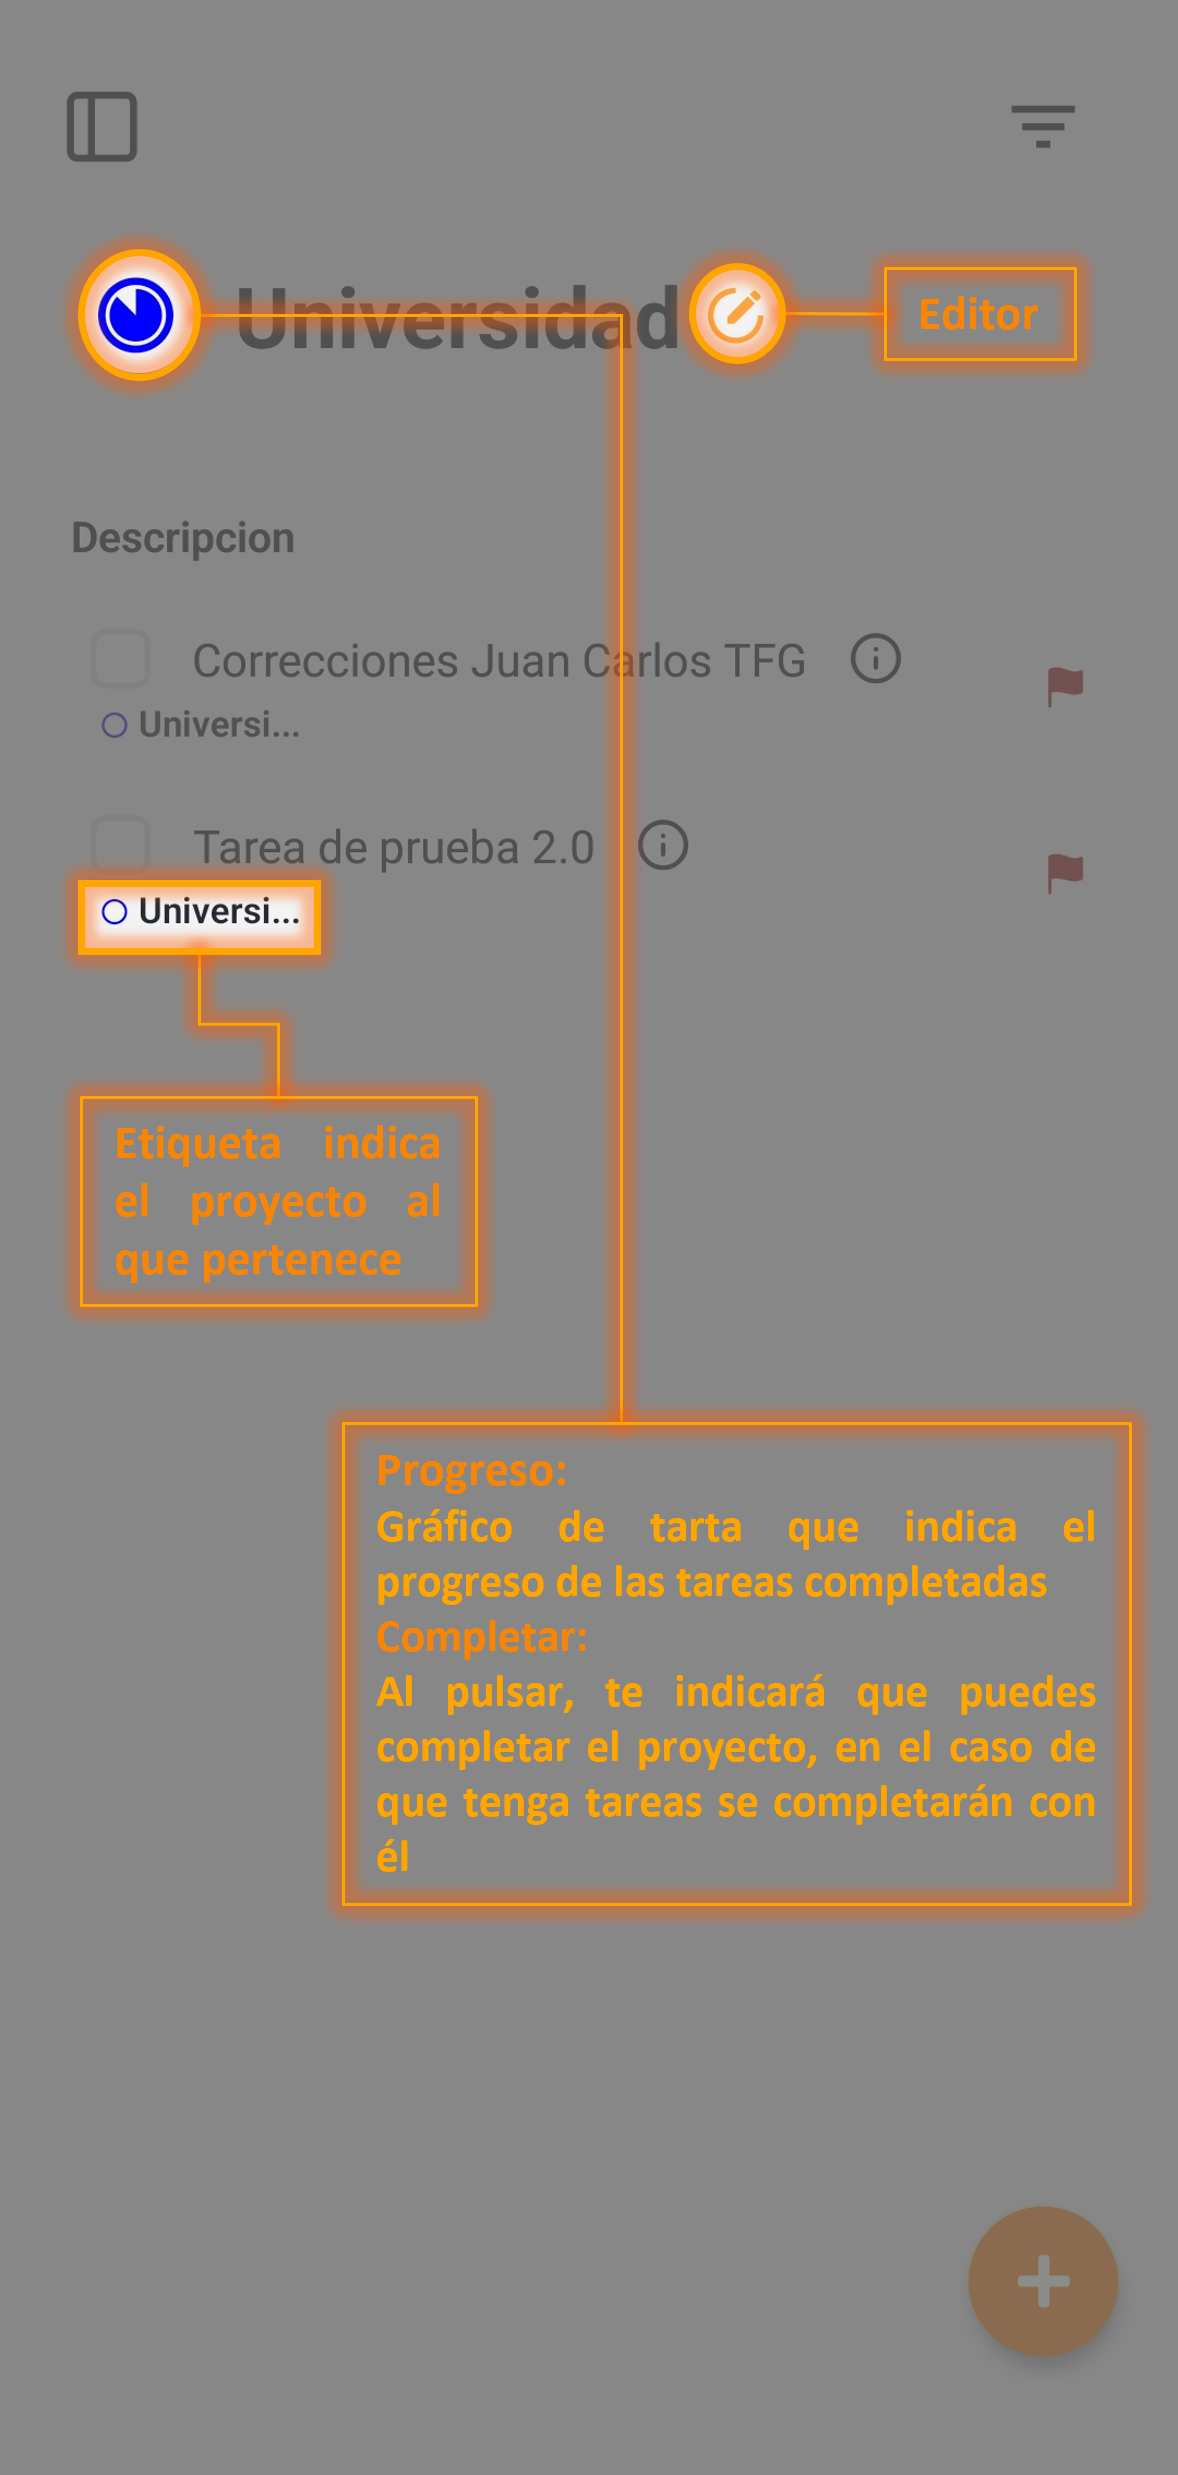 Universidad
Editor
Descripcion
Correcciones Juan Carlos TFG
Universi...
Tarea de prueba 2.0
Universi...
Etiqueta indica
el proyecto al
que pertenece
Progreso:
Gráfico de tarta que indica el
progreso de las tareas completadas
Completar:
Al pulsar, te indicará que puedes
completar el proyecto, en el caso de
que tenga tareas se completarán con
él